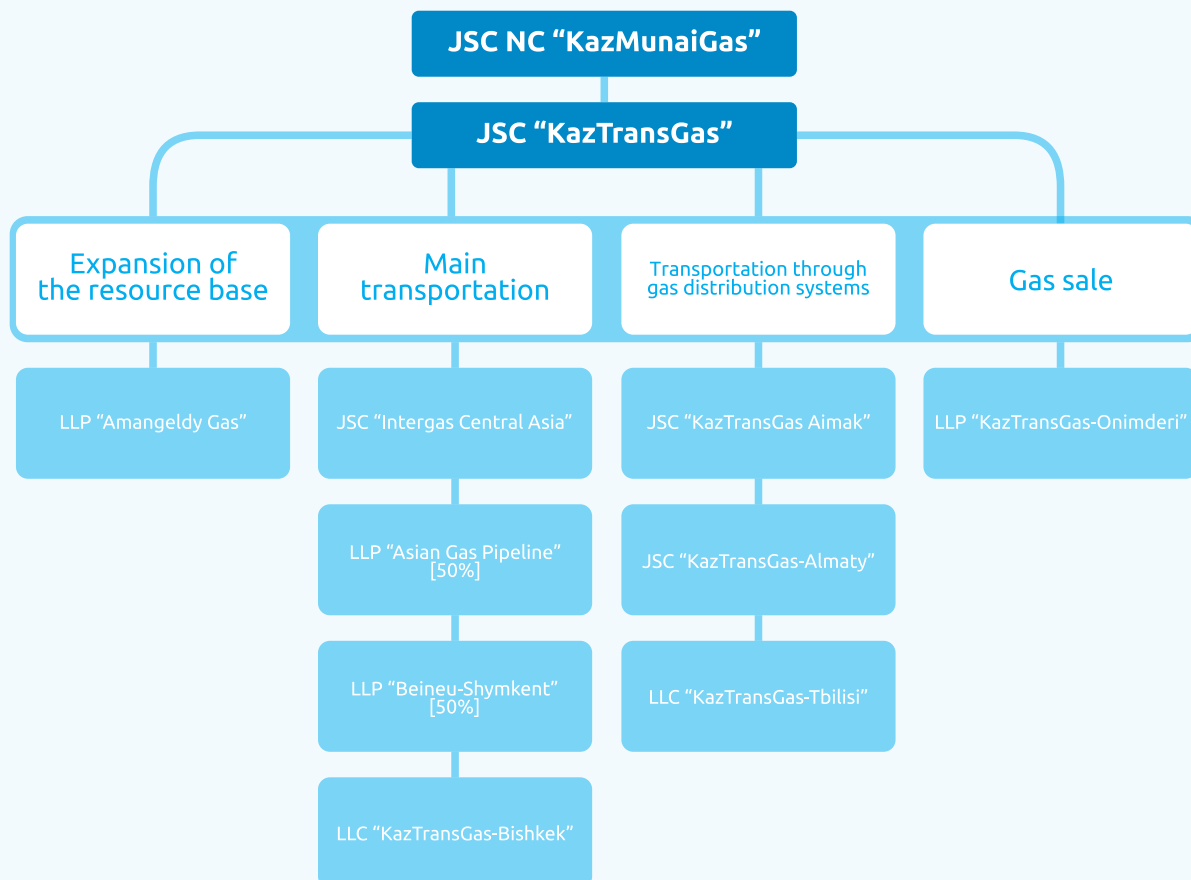 JSC NC “KazMunaiGas”
JSC “KazTransGas”
Expansion of
the resource base
Main
transportation
Transportation through
gas distribution systems
Gas sale
LLP “Amangeldy Gas”
JSC “Intergas Central Asia”
JSC “KazTransGas Aimak”
LLP “KazTransGas-Onimderi”
LLP “Asian Gas Pipeline”
[50%]
JSC “KazTransGas-Almaty”
LLP “Beineu-Shymkent”
[50%]
LLC “KazTransGas-Tbilisi”
LLC “KazTransGas-Bishkek”